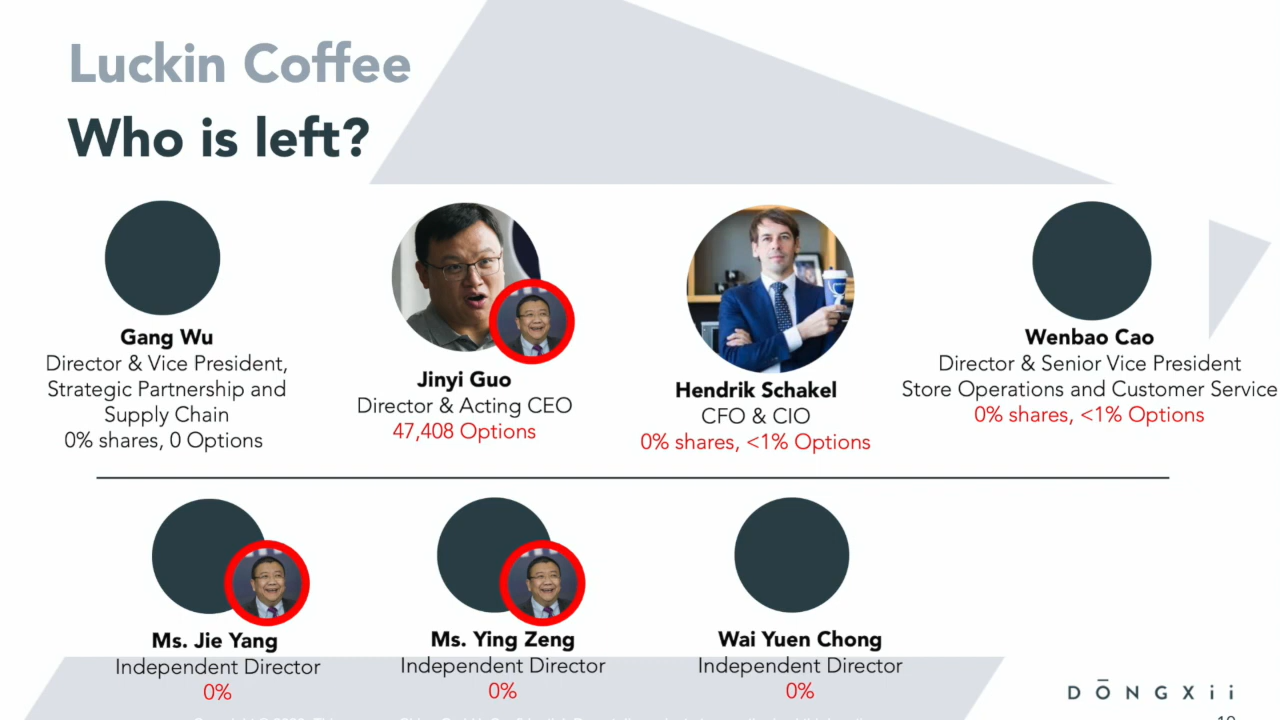 Luckin Coffee
Who is left?
Gang Wu
Director & Vice President,
Strategic Partnership and
Supply Chain
0% shares, 0 Options
Jinyi Guo
Director & Acting CEO
47,408 Options
Hendrik Schakel
CFO & CIO
0% shares, <1% Options
Wenbao Cao
Director & Senior Vice President
Store Operations and Customer Service
0% shares, <1% Options
Ms. Jie Yang
Independent Director
0%
Ms. Ying Zeng
Independent Director
0%
Wai Yuen Chong
Independent Director
0%
DŌNGXii